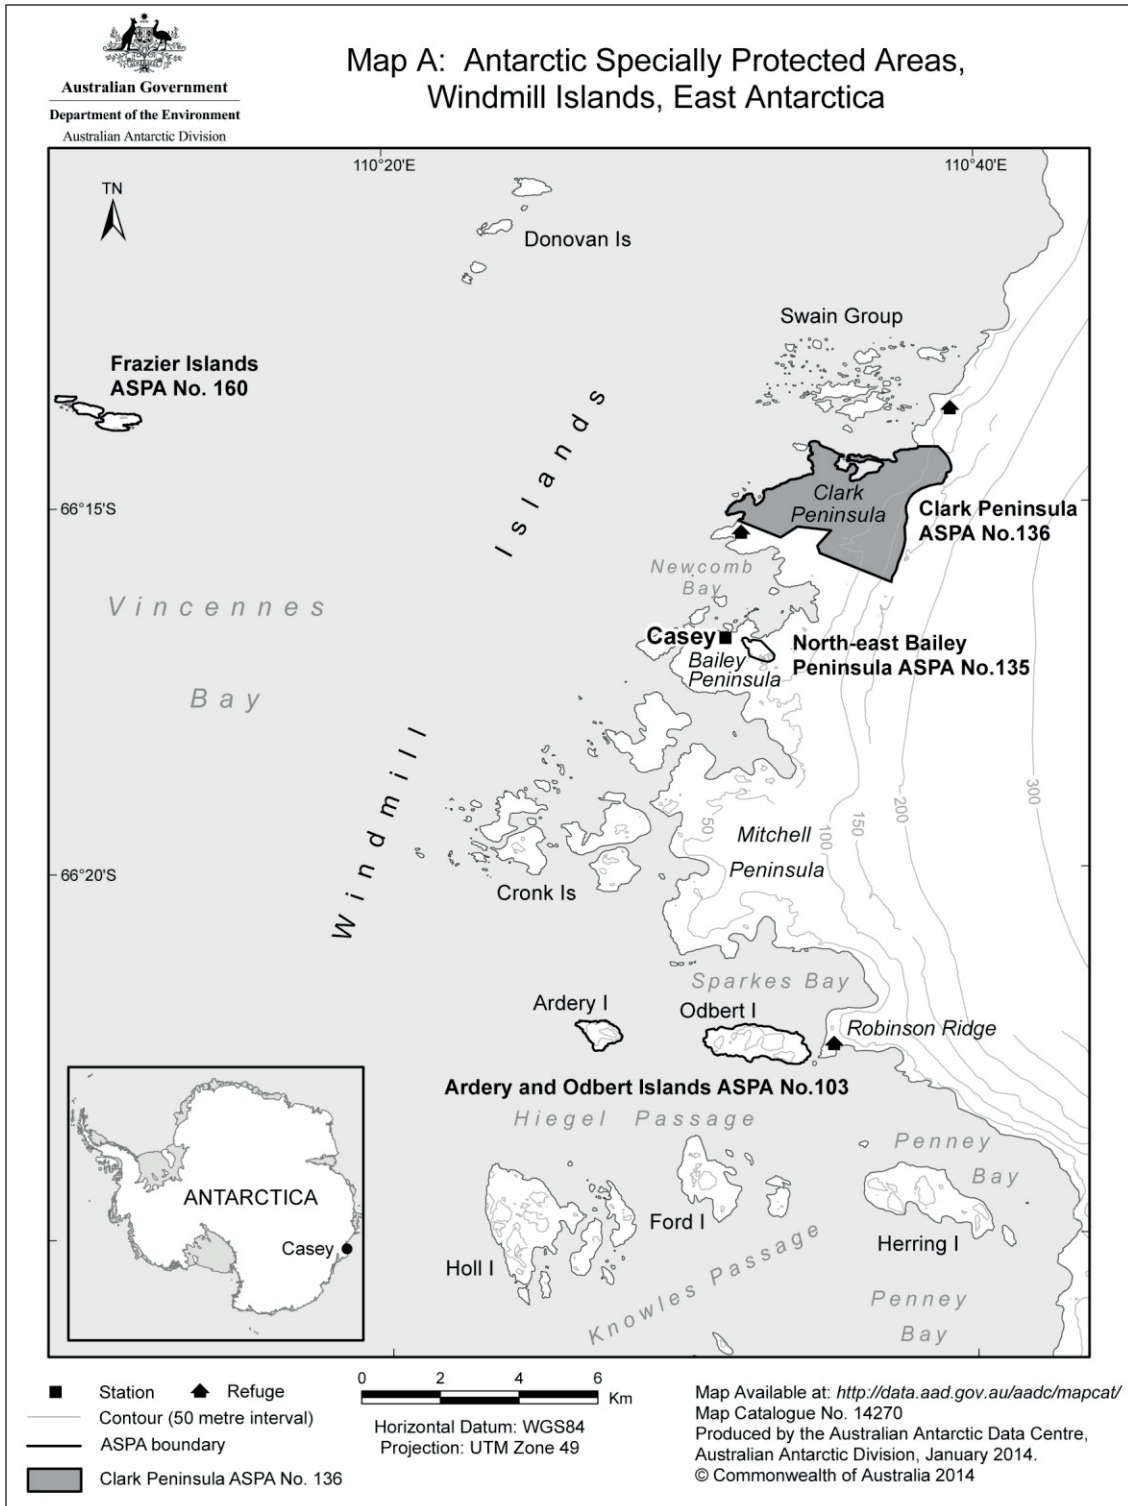 Australian Government
Department of the Environment
Australian Antarctic Division
Map A: Antarctic Specially Protected Areas,
Windmill Islands, East Antarctica
110°20'E
110°40'E
TN
Donovan Is
Swain Group
Frazier Islands
ASPA No. 160
Clark
Peninsula
Clark Peninsula
ASPA No.136
66°15'S
Newcomb
Bay
Vincennes
Bay
Windmill Islands
Casey
Bailey
Peninsula
North-east Bailey
Peninsula ASPA No.135
50
100
150
200
300
Mitchell
Peninsula
66°20'S
Cronk Is
Sparkes Bay
Ardery I
Odbert I
Robinson Ridge
Ardery and Odbert Islands ASPA No.103
Hiegel Passage
Penney
Bay
ANTARCTICA
Casey
Holl I
Ford I
Herring I
Knowles Passage
Penney
Bay
Station
Refuge
Contour (50 metre interval)
ASPA boundary
Clark Peninsula ASPA No. 136
0 2 4 6
Km
Horizontal Datum: WGS84
Projection: UTM Zone 49
Map Available at: http://data.aad.gov.au/aadc/mapcat/
Map Catalogue No. 14270
Produced by the Australian Antarctic Data Centre,
Australian Antarctic Division, January 2014.
© Commonwealth of Australia 2014